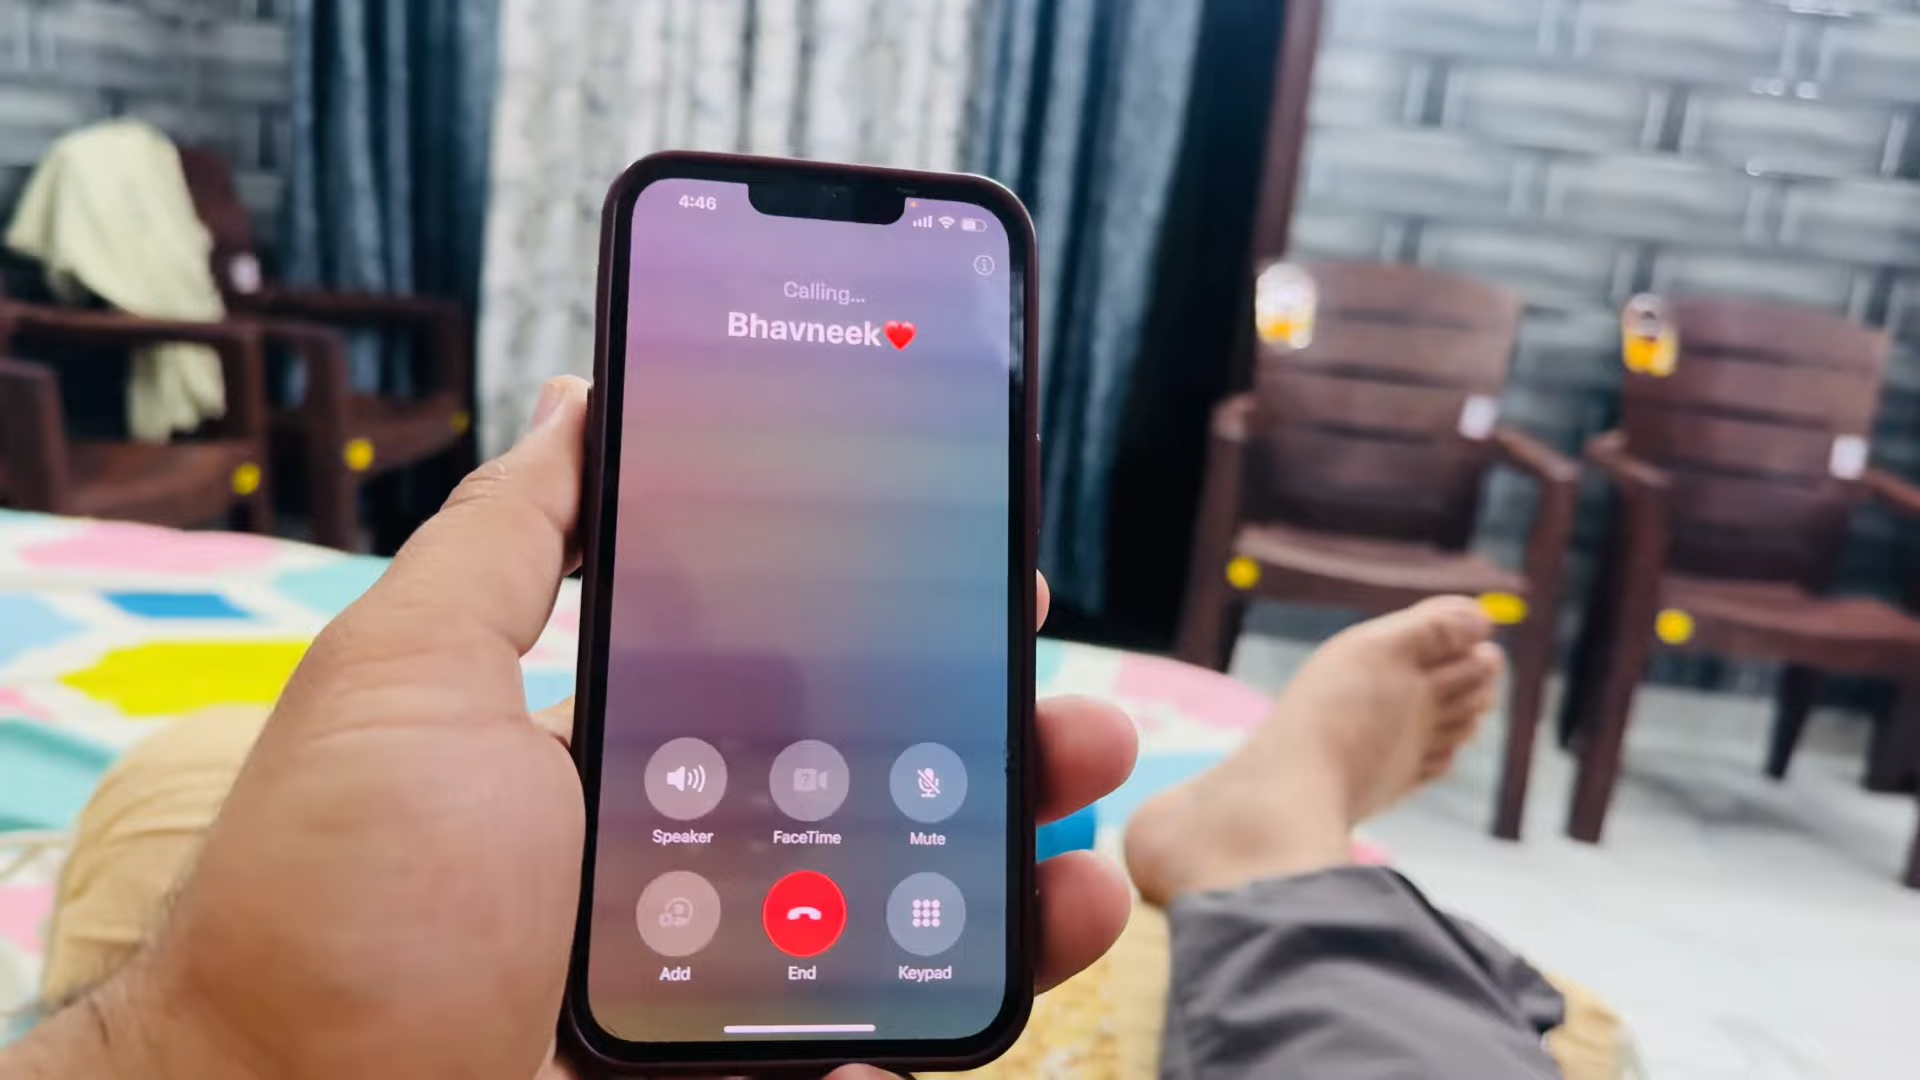 4:46
Calling...
Bhavneek❤️
Speaker FaceTime Mute
Add End Keypad